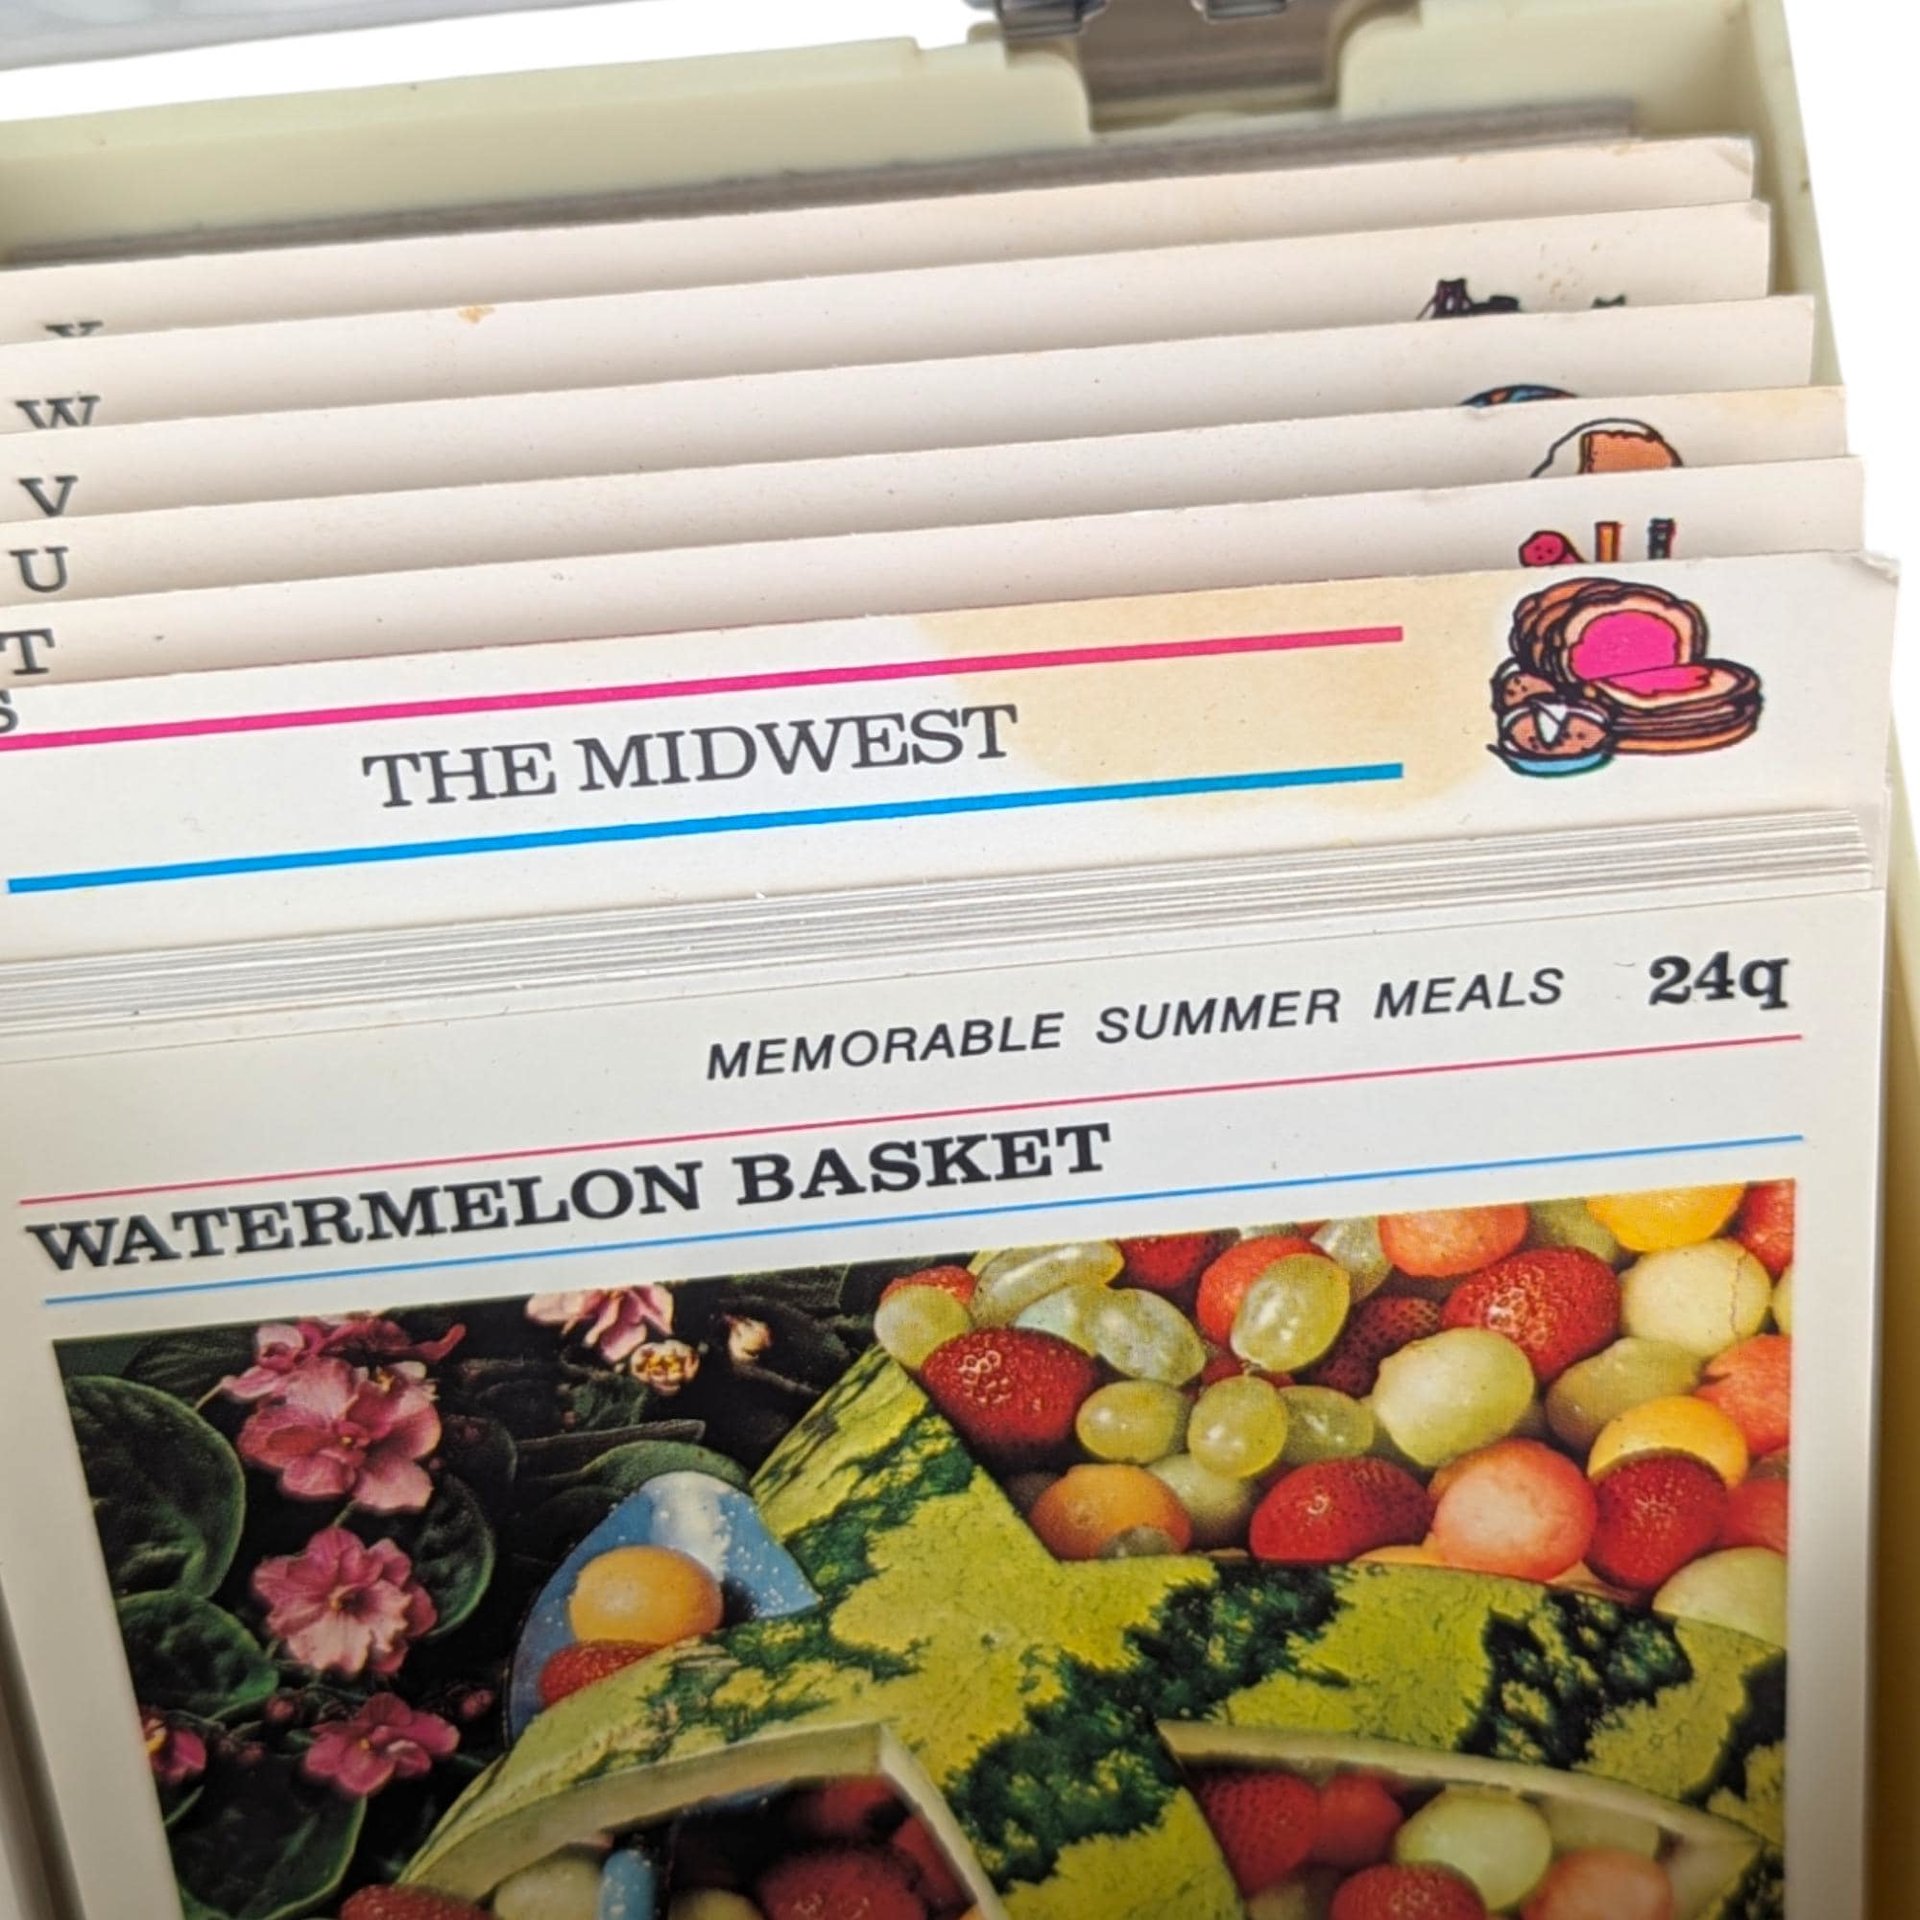 W
V
U
T
S
THE MIDWEST
MEMORABLE SUMMER MEALS 24q
WATERMELON BASKET